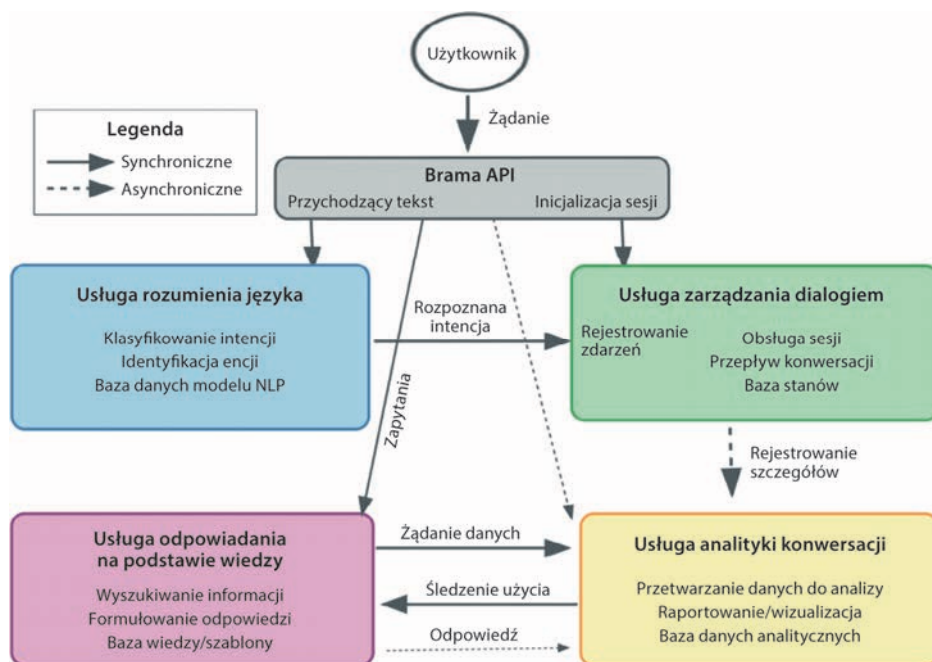 Użytkownik
Żądanie
Legenda
Synchroniczne
Asynchroniczne
Brama API
Przychodzący tekst
Inicjalizacja sesji
Usługa rozumienia języka
Klasyfikowanie intencji
Identyfikacja encji
Baza danych modelu NLP
Rozpoznana
intencja
Usługa zarządzania dialogiem
Rejestrowanie
zdarzeń
Obsługa sesji
Przepływ konwersacji
Baza stanów
Zapytania
Rejestrowanie
szczegółów
Usługa odpowiadania
na podstawie wiedzy
Wyszukiwanie informacji
Formułowanie odpowiedzi
Baza wiedzy/szablony
Żądanie danych
Śledzenie użycia
Odpowiedź
Usługa analityki konwersacji
Przetwarzanie danych do analizy
Raportowanie/wizualizacja
Baza danych analitycznych